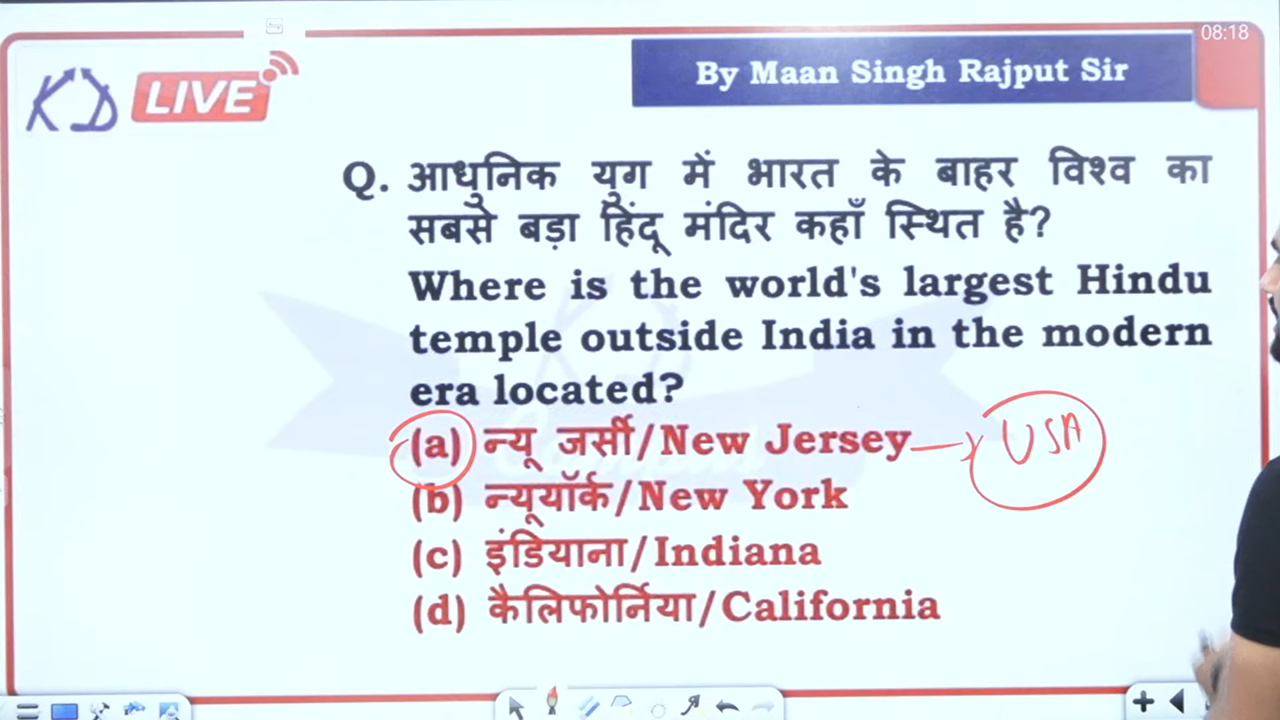 08:18
KD LIVE
By Maan Singh Rajput Sir
Q. आधुनिक युग में भारत के बाहर विश्व का
सबसे बड़ा हिंदू मंदिर कहाँ स्थित है?
Where is the world's largest Hindu
temple outside India in the modern
era located?
(a) न्यू जर्सी/New Jersey → USA
(b) न्यूयॉर्क/New York
(c) इंडियाना/Indiana
(d) कैलिफोर्निया/California